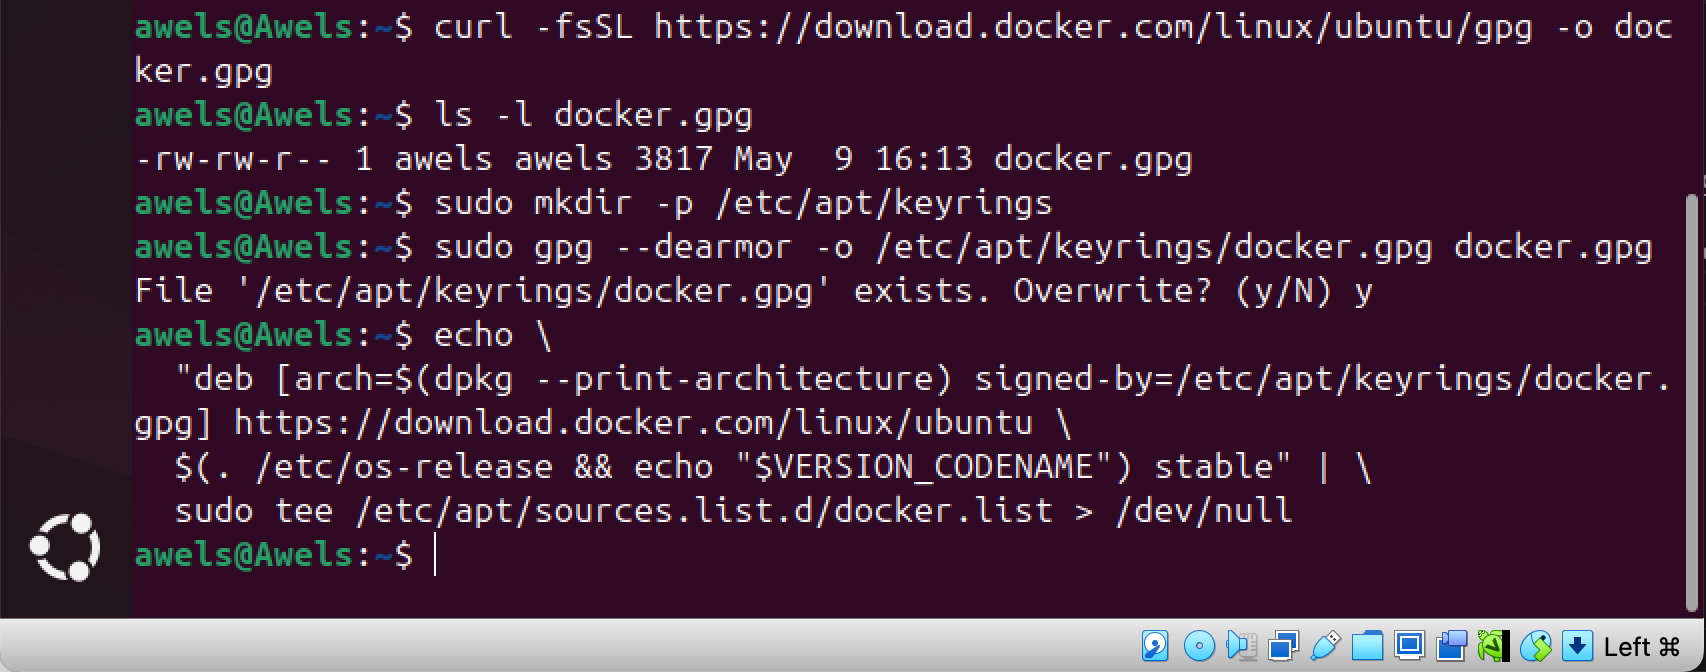 awels@Awels:~$ curl -fsSL https://download.docker.com/linux/ubuntu/gpg -o doc
ker.gpg
awels@Awels:~$ ls -l docker.gpg
-rw-rw-r-- 1 awels awels 3817 May  9 16:13 docker.gpg
awels@Awels:~$ sudo mkdir -p /etc/apt/keyrings
awels@Awels:~$ sudo gpg --dearmor -o /etc/apt/keyrings/docker.gpg docker.gpg
File '/etc/apt/keyrings/docker.gpg' exists. Overwrite? (y/N) y
awels@Awels:~$ echo \
  "deb [arch=$(dpkg --print-architecture) signed-by=/etc/apt/keyrings/docker.
gpg] https://download.docker.com/linux/ubuntu \
  $(. /etc/os-release && echo "$VERSION_CODENAME") stable" | \
  sudo tee /etc/apt/sources.list.d/docker.list > /dev/null
awels@Awels:~$
Left ⌘